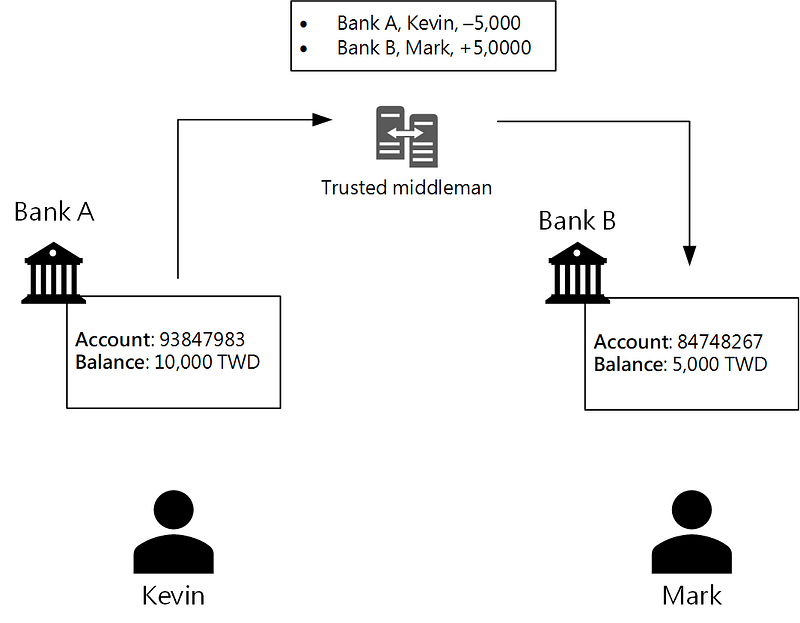 • Bank A, Kevin, –5,000
• Bank B, Mark, +5,0000
Trusted middleman
Bank A
Bank B
Account: 93847983
Balance: 10,000 TWD
Account: 84748267
Balance: 5,000 TWD
Kevin
Mark